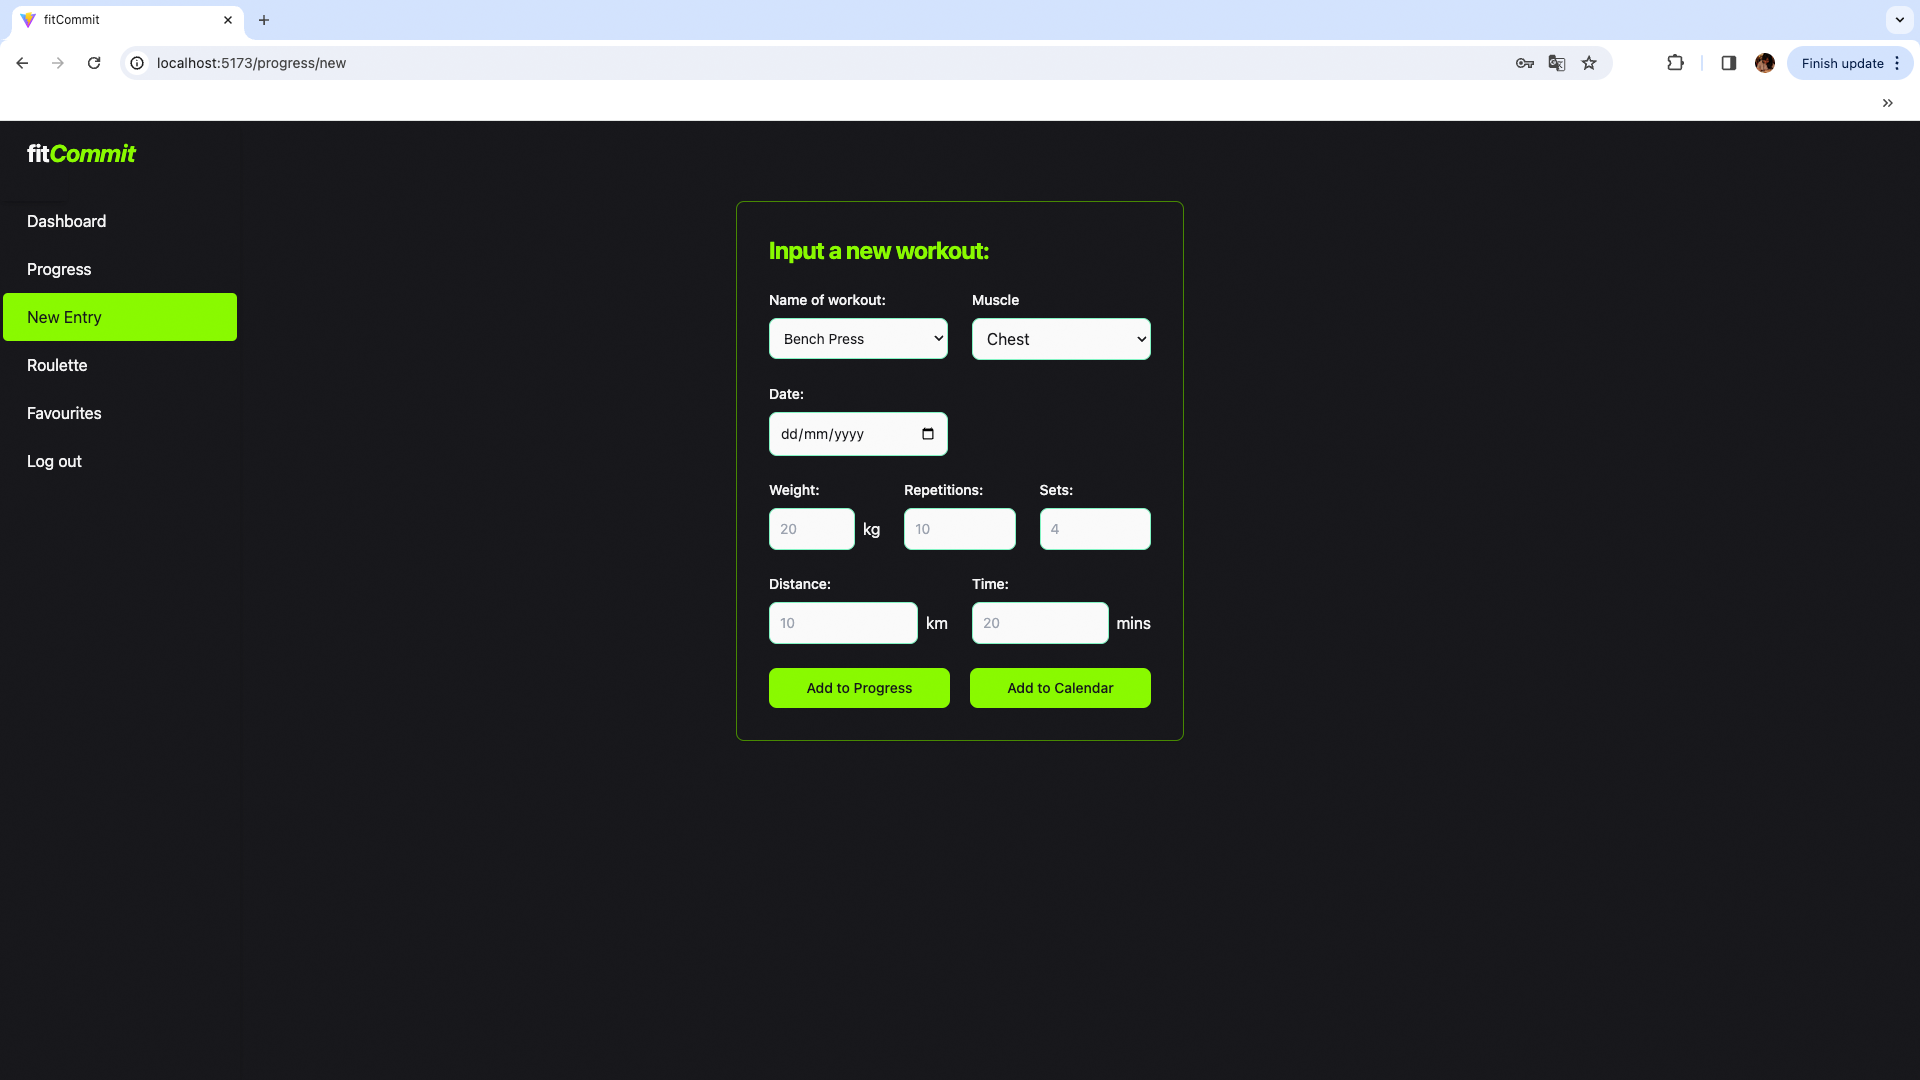 fitCommit
localhost:5173/progress/new
Finish update
fitCommit
Dashboard
Progress
New Entry
Roulette
Favourites
Log out
Input a new workout:
Name of workout: Muscle
Bench Press Chest
Date:
dd/mm/yyyy
Weight: Repetitions: Sets:
20 kg 10 4
Distance: Time:
10 km 20 mins
Add to Progress Add to Calendar